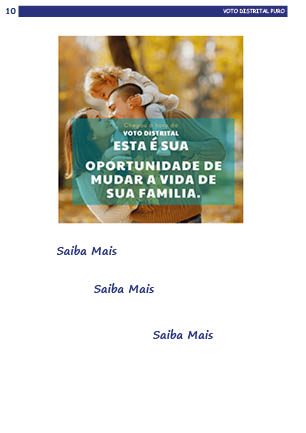 10
VOTO DISTRITAL PURO
Chegou a hora do
VOTO DISTRITAL
ESTA É SUA
OPORTUNIDADE DE
MUDAR A VIDA DE
SUA FAMILIA.
Saiba Mais
Saiba Mais
Saiba Mais